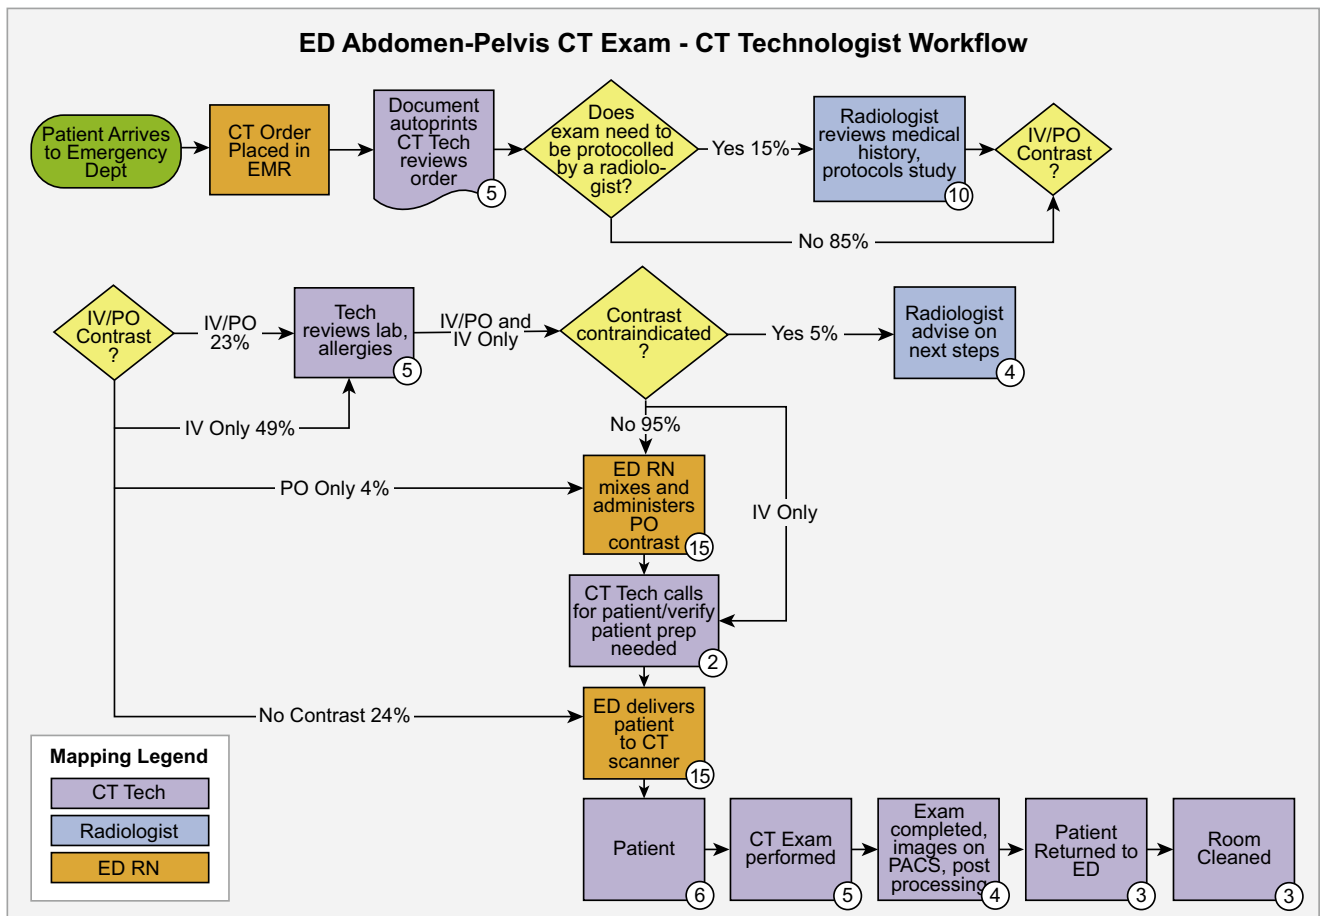 ED Abdomen-Pelvis CT Exam - CT Technologist Workflow
Patient Arrives
to Emergency
Dept
CT Order
Placed in
EMR
Document
autoprints
CT Tech
reviews
order
5
Does
exam need to
be protocolled
by a radiolo-
gist?
Yes 15%
No 85%
Radiologist
reviews medical
history,
protocols study
10
IV/PO
Contrast
?
IV/PO
Contrast
?
IV/PO
23%
IV Only 49%
PO Only 4%
No Contrast 24%
Tech
reviews lab,
allergies
5
IV/PO and
IV Only
Contrast
contraindicated
?
Yes 5%
Radiologist
advise on
next steps
4
No 95%
IV Only
ED RN
mixes and
administers
PO
contrast
15
CT Tech calls
for patient/verify
patient prep
needed
2
ED delivers
patient
to CT
scanner
15
Patient
6
CT Exam
performed
5
Exam
completed,
images on
PACS, post
processing
4
Patient
Returned to
ED
3
Room
Cleaned
3
Mapping Legend
CT Tech
Radiologist
ED RN